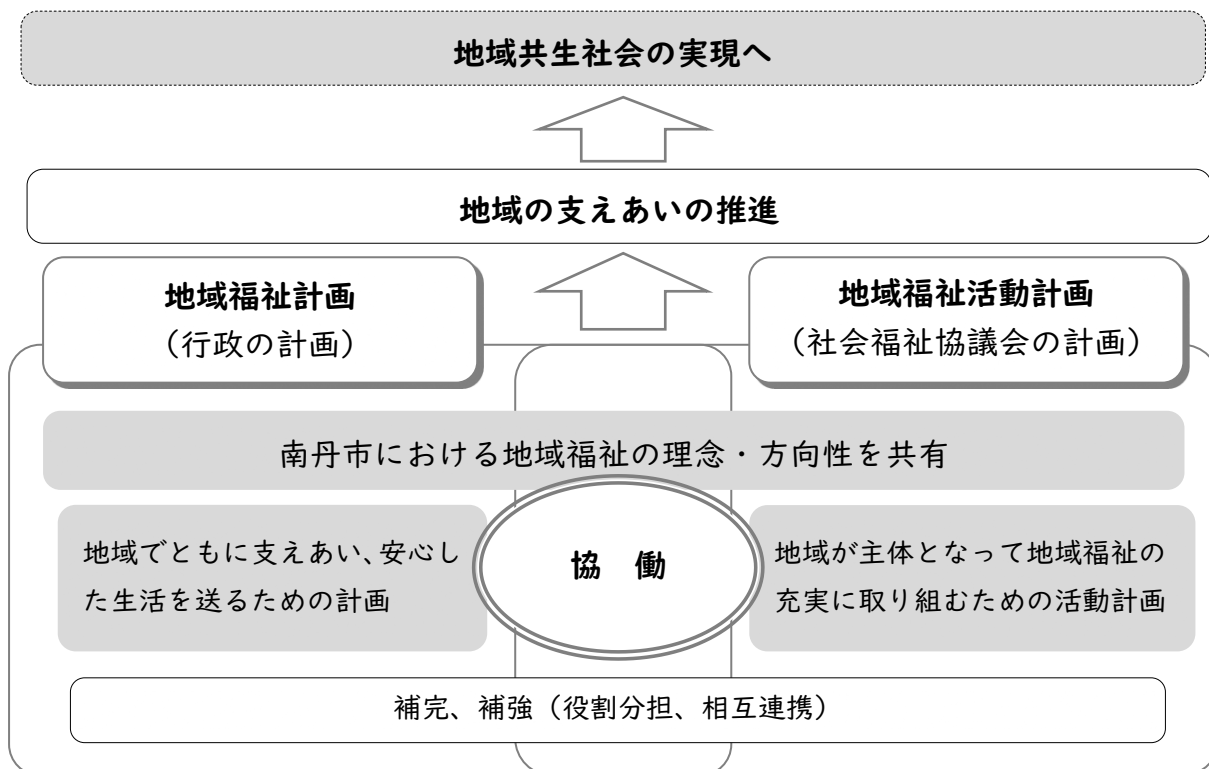 地域共生社会の実現へ
地域の支えあいの推進
地域福祉計画
(行政の計画)
地域福祉活動計画
(社会福祉協議会の計画)
南丹市における地域福祉の理念・方向性を共有
地域でともに支えあい、安心し
た生活を送るための計画
協 働
地域が主体となって地域福祉の
充実に取り組むための活動計画
補完、補強（役割分担、相互連携）